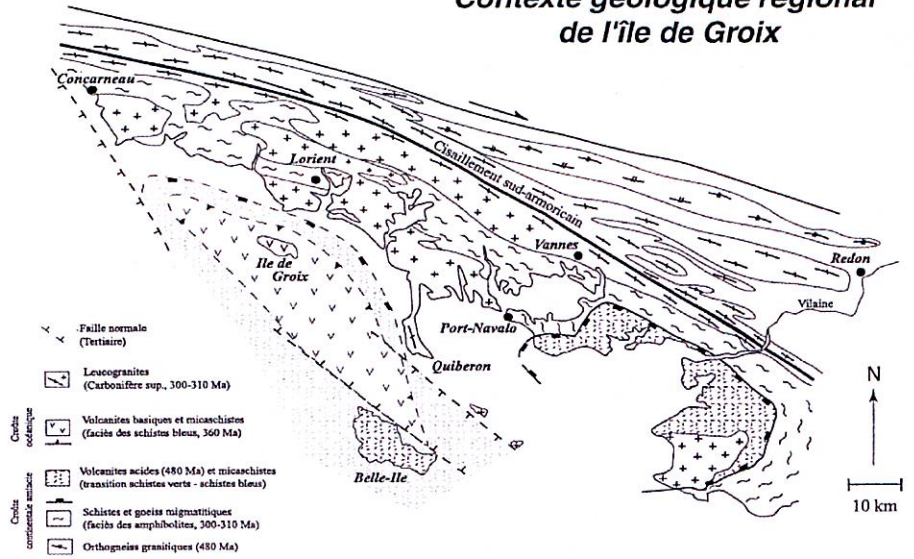 Contexte géologique régional
de l'île de Groix
Concarneau
Lorient
Cisaillement sud-armoricain
Ile de
Groix
Vannes
Redon
Vilaine
Port-Navalo
Quiberon
Belle-Ile
N
10 km
Faille normale
(Tertiaire)
Leucogranites
(Carbonifère sup., 300-310 Ma)
Croûte
océanique
Volcanites basiques et micaschistes
(faciès des schistes bleus, 360 Ma)
Volcanites acides (480 Ma) et micaschistes
(transition schistes verts - schistes bleus)
Croûte
continentale amincie
Schistes et gneiss migmatitiques
(faciès des amphibolites, 300-310 Ma)
Orthogneiss granitiques (480 Ma)